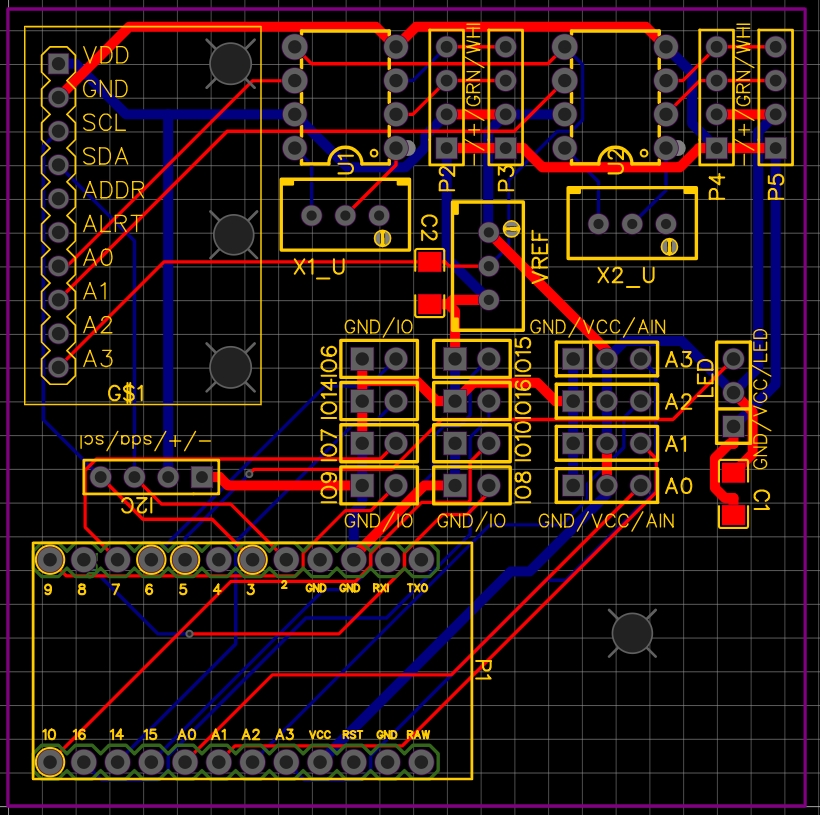 VDD
GND
SCL
SDA
ADDR
ALRT
A0
A1
A2
A3
G$1
U1
X1_U
P2
-/+/GRN/WHI
P3
U2
X2_U
P4
-/+/GRN/WHI
P5
C2
VREF
GND/IO
GND/VCC/AIN
IO6
IO15
A3
IO14
IO16
A2
IO7
IO10
A1
IO9
IO8
A0
GND/IO
GND/IO
GND/VCC/AIN
LED
GND/VCC/LED
C1
scl/sda/+/-
I2C
9 8 7 6 5 4 3 2 GND GND RXI TXO
P1
10 16 14 15 A0 A1 A2 A3 VCC RST GND RAW